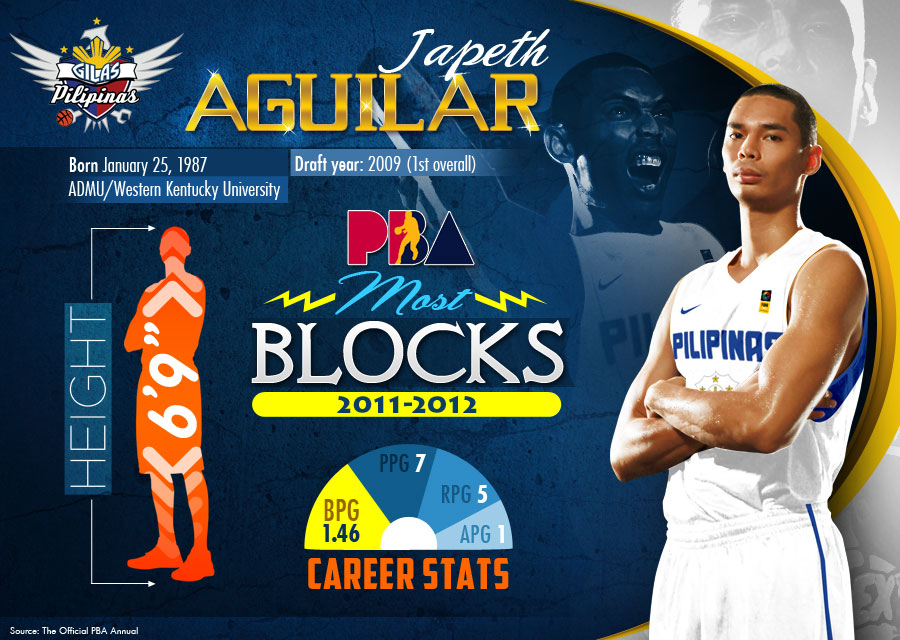 GILAS
Pilipinas
Japeth
AGUILAR
Born January 25, 1987
ADMU/Western Kentucky University
Draft year: 2009 (1st overall)
PBA
Most
BLOCKS
2011-2012
HEIGHT
6'9"
BPG 1.46
PPG 7
RPG 5
APG 1
CAREER STATS
PILIPINAS
PILI
Source: The Official PBA Annual